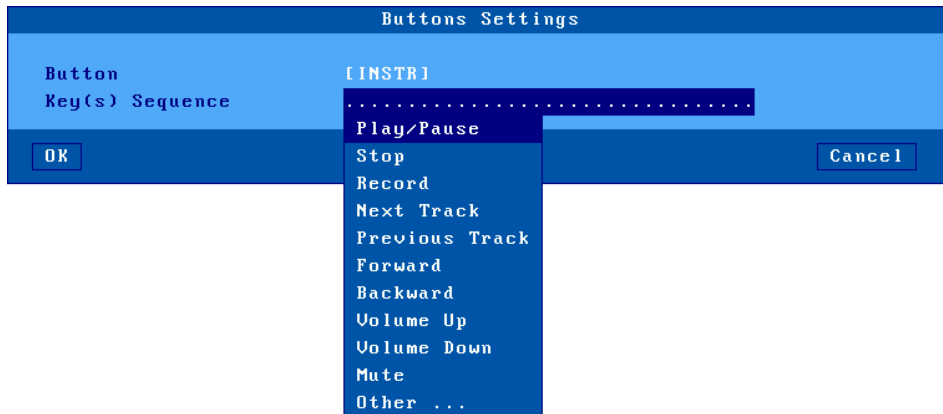 Buttons Settings
Button [INSTR]
Key(s) Sequence .................................
Play/Pause
OK Stop Cancel
Record
Next Track
Previous Track
Forward
Backward
Volume Up
Volume Down
Mute
Other ...